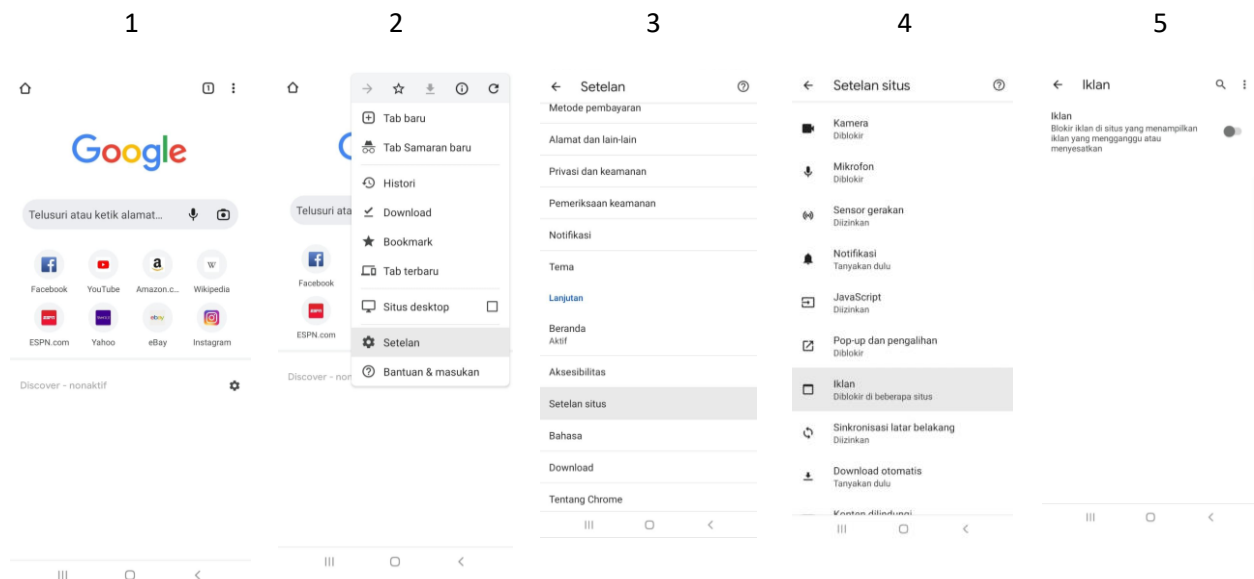 1
2
3
4
5
1
Google
Telusuri atau ketik alamat...
Facebook YouTube Amazon.c... Wikipedia
ESPN.com Yahoo eBay Instagram
Discover - nonaktif
Telusuri ata
Facebook
ESPN.com
Discover - non
Tab baru
Tab Samaran baru
Histori
Download
Bookmark
Tab terbaru
Situs desktop
Setelan
Bantuan & masukan
Setelan
Metode pembayaran
Alamat dan lain-lain
Privasi dan keamanan
Pemeriksaan keamanan
Notifikasi
Tema
Lanjutan
Beranda
Aktif
Aksesibilitas
Setelan situs
Bahasa
Download
Tentang Chrome
Setelan situs
Kamera
Diblokir
Mikrofon
Diblokir
Sensor gerakan
Diizinkan
Notifikasi
Tanyakan dulu
JavaScript
Diizinkan
Pop-up dan pengalihan
Diblokir
Iklan
Diblokir di beberapa situs
Sinkronisasi latar belakang
Diizinkan
Download otomatis
Tanyakan dulu
Konten dilindungi
Iklan
Iklan
Blokir iklan di situs yang menampilkan
iklan yang mengganggu atau
menyesatkan